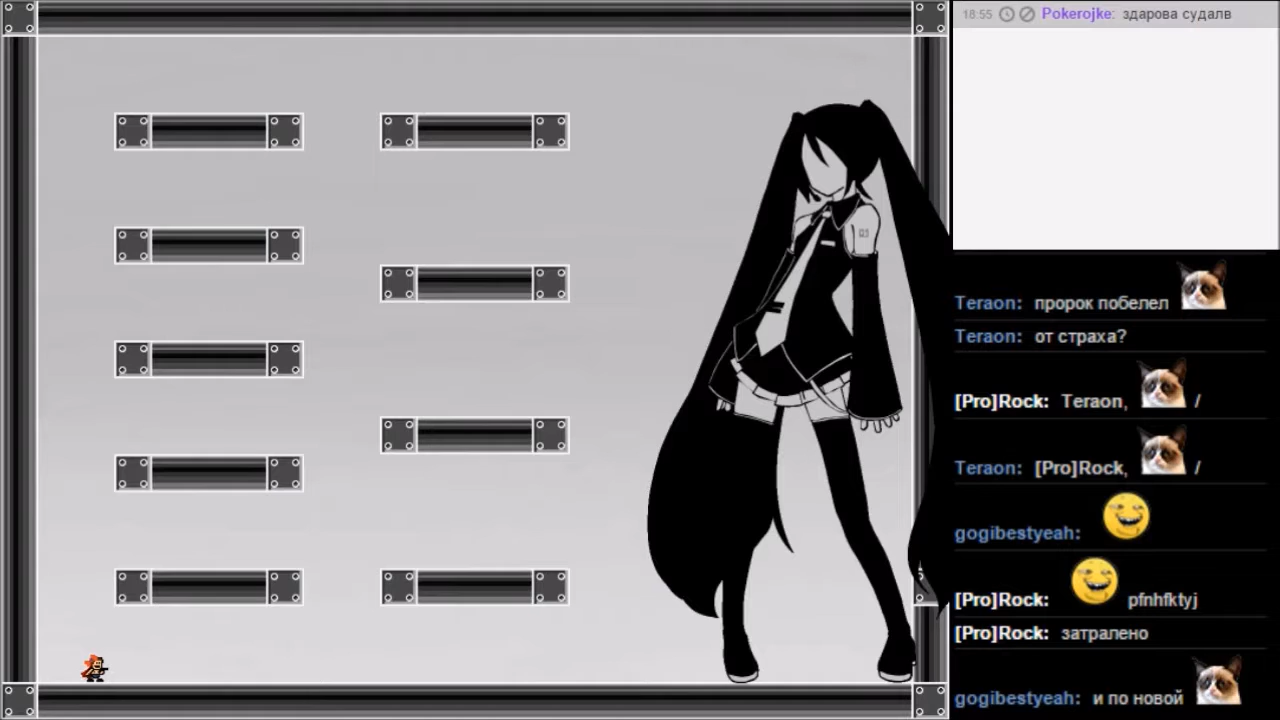 18:55 Pokerojke: здарова судалв
Teraon: пророк побелел
Teraon: от страха?
[Pro]Rock: Teraon, /
Teraon: [Pro]Rock, /
gogibestyeah:
[Pro]Rock: pfnhfktyj
[Pro]Rock: затралено
gogibestyeah: и по новой